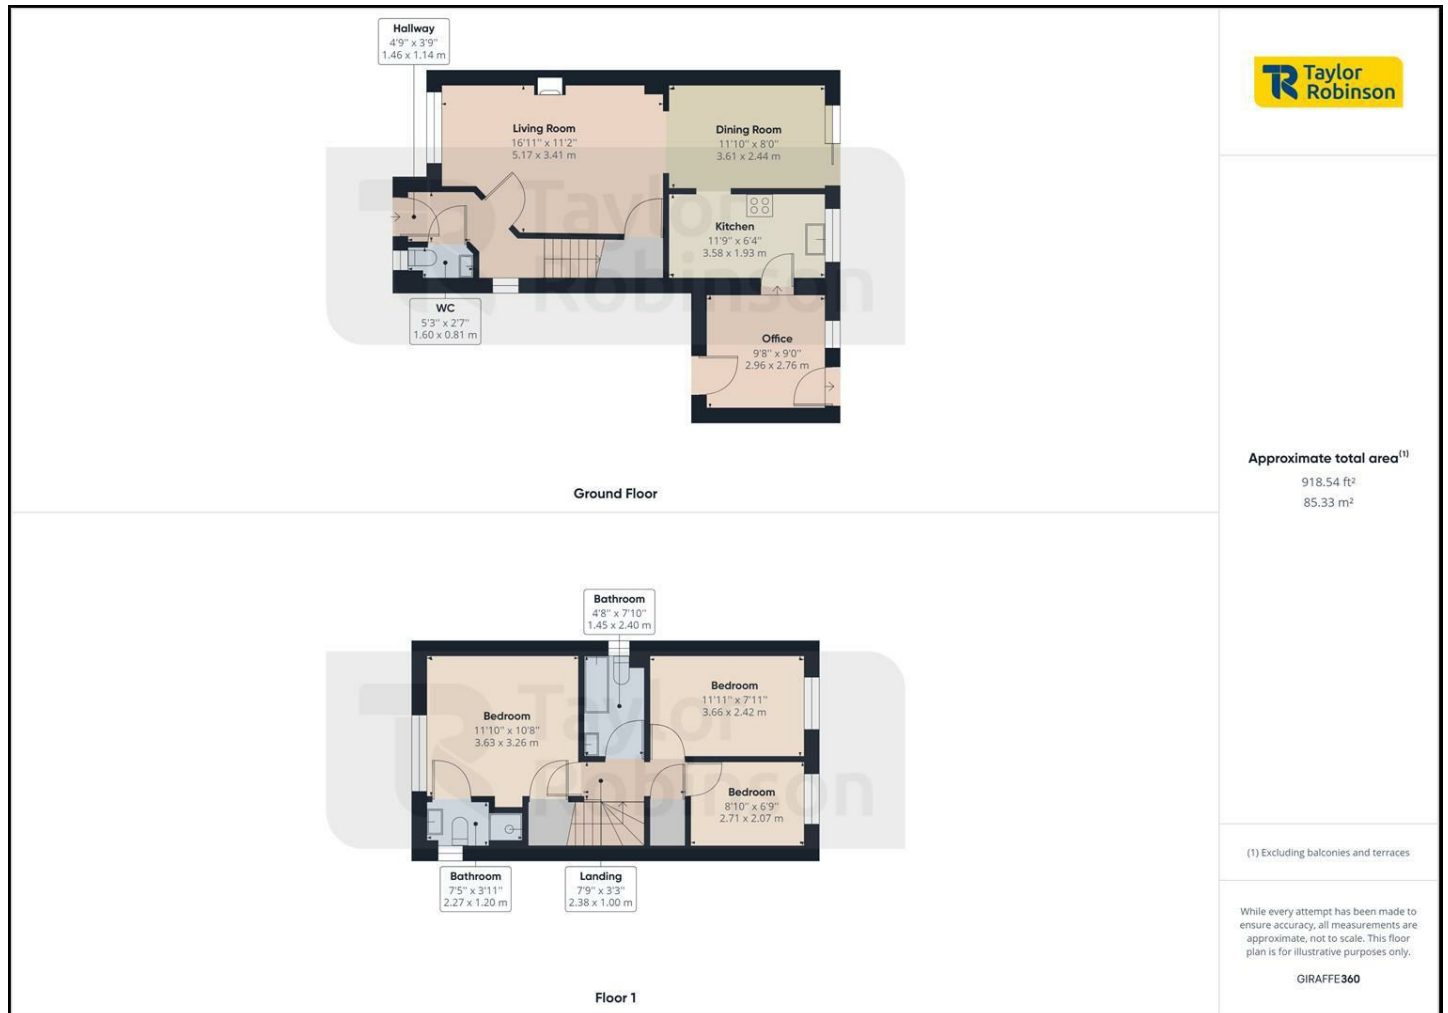 Hallway
4'9'' x 3'9''
1.46 x 1.14 m
Living Room
16'11'' x 11'2''
5.17 x 3.41 m
Dining Room
11'10'' x 8'0''
3.61 x 2.44 m
Kitchen
11'9'' x 6'4''
3.58 x 1.93 m
WC
5'3'' x 2'7''
1.60 x 0.81 m
Office
9'8'' x 9'0''
2.96 x 2.76 m
Taylor
Robinson
Ground Floor
Bathroom
4'8'' x 7'10''
1.45 x 2.40 m
Bedroom
11'10'' x 10'8''
3.63 x 3.26 m
Bedroom
11'11'' x 7'11''
3.66 x 2.42 m
Bedroom
8'10'' x 6'9''
2.71 x 2.07 m
Bathroom
7'5'' x 3'11''
2.27 x 1.20 m
Landing
7'9'' x 3'3''
2.38 x 1.00 m
Taylor
Robinson
Floor 1
TR Taylor
Robinson
Approximate total area(1)
918.54 ft²
85.33 m²
(1) Excluding balconies and terraces
While every attempt has been made to
ensure accuracy, all measurements are
approximate, not to scale. This floor
plan is for illustrative purposes only.
GIRAFFE360